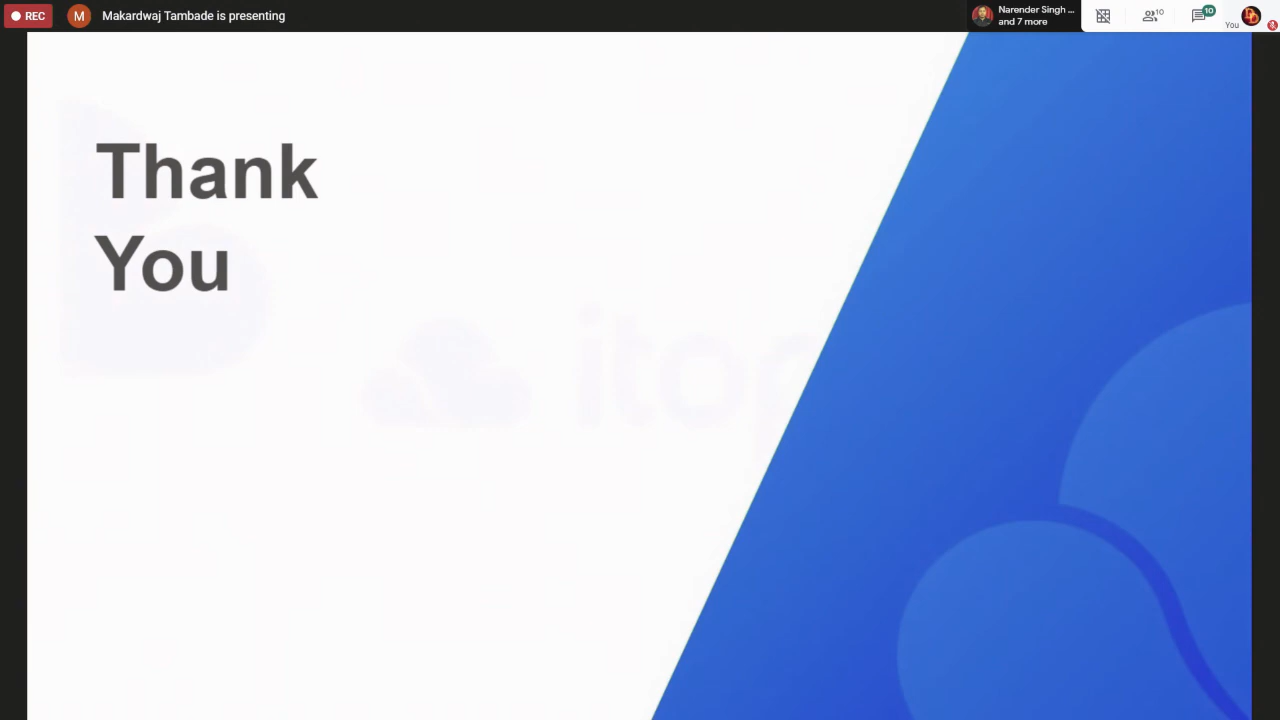 REC
M
Makardwaj Tambade is presenting
Narender Singh ...
and 7 more
10
10
You
Thank
You